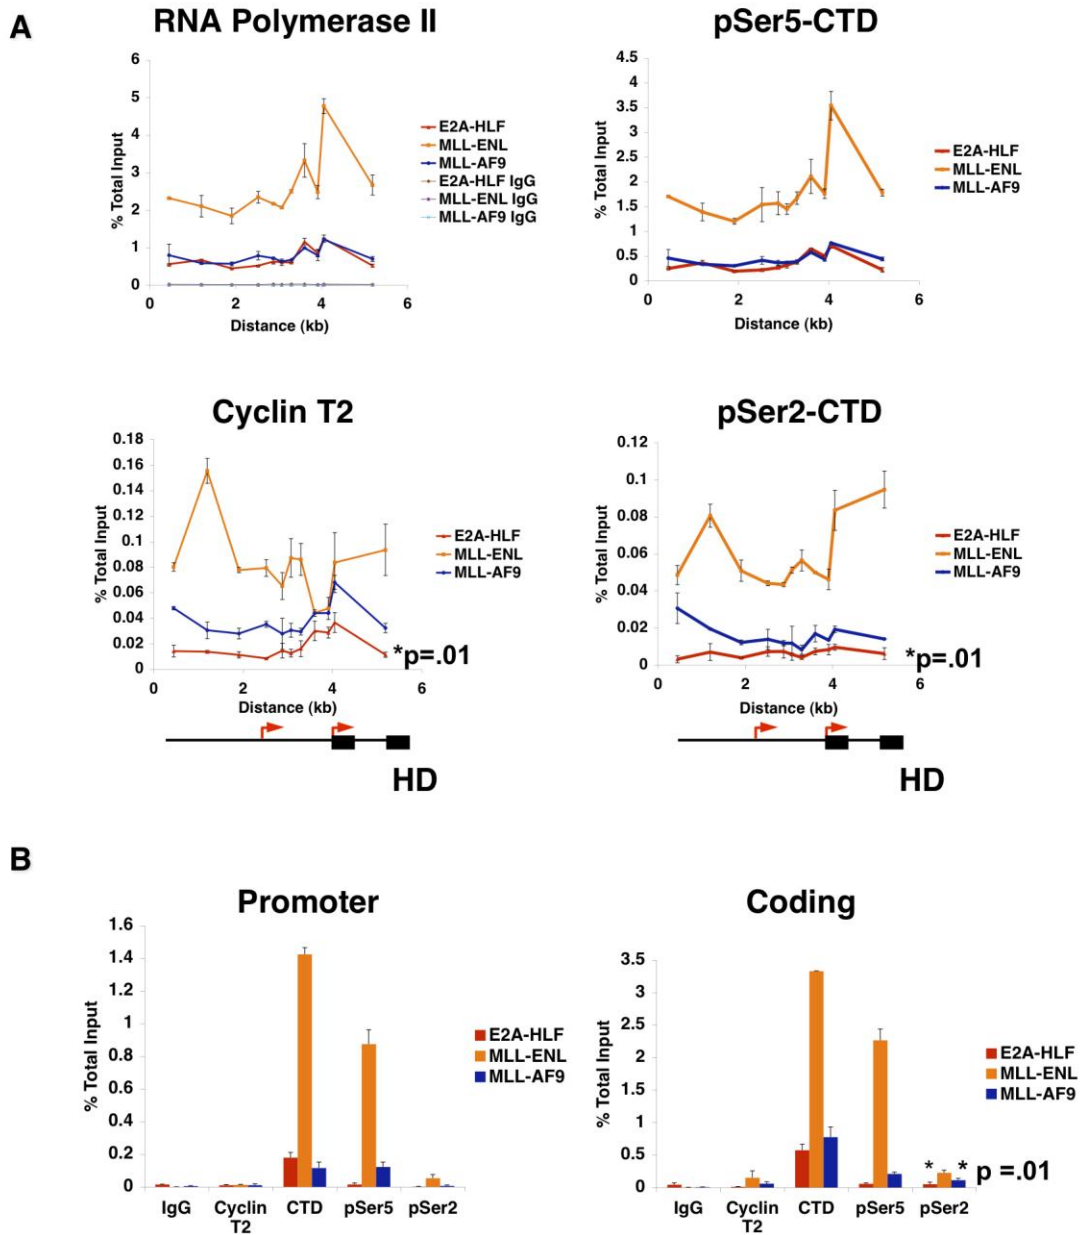 A
RNA Polymerase II
pSer5-CTD
6
5
4
3
2
1
0
% Total Input
0 2 4 6
Distance (kb)
E2A-HLF
MLL-ENL
MLL-AF9
E2A-HLF IgG
MLL-ENL IgG
MLL-AF9 IgG
4.5
4
3.5
3
2.5
2
1.5
1
0.5
0
% Total Input
0 2 4 6
Distance (kb)
E2A-HLF
MLL-ENL
MLL-AF9
Cyclin T2
pSer2-CTD
0.18
0.16
0.14
0.12
0.1
0.08
0.06
0.04
0.02
0
% Total Input
0 2 4 6
Distance (kb)
E2A-HLF
MLL-ENL
MLL-AF9
*p=.01
HD
0.12
0.1
0.08
0.06
0.04
0.02
0
% Total Input
0 2 4 6
Distance (kb)
E2A-HLF
MLL-ENL
MLL-AF9
*p=.01
HD
B
Promoter
Coding
1.6
1.4
1.2
1
0.8
0.6
0.4
0.2
0
% Total Input
IgG Cyclin T2 CTD pSer5 pSer2
E2A-HLF
MLL-ENL
MLL-AF9
3.5
3
2.5
2
1.5
1
0.5
0
% Total Input
IgG Cyclin T2 CTD pSer5 pSer2
E2A-HLF
MLL-ENL
MLL-AF9
* * p =.01